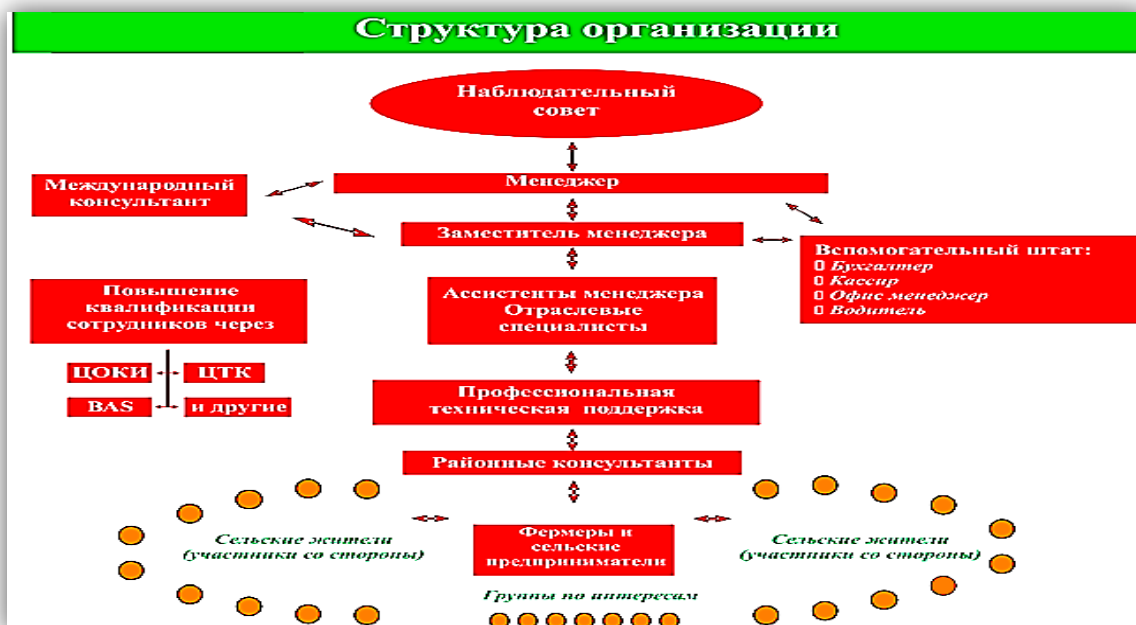 Структура организации
Наблюдательный
совет
Международный
консультант
Менеджер
Заместитель менеджера
Вспомогательный штат:
Бухгалтер
Кассир
Офис менеджер
Водитель
Повышение
квалификации
сотрудников через
ЦОКИ
ЦТК
BAS
и другие
Ассистенты менеджера
Отраслевые
специалисты
Профессиональная
техническая поддержка
Районные консультанты
Сельские жители
(участники со стороны)
Фермеры и
сельские
предприниматели
Сельские жители
(участники со стороны)
Группы по интересам